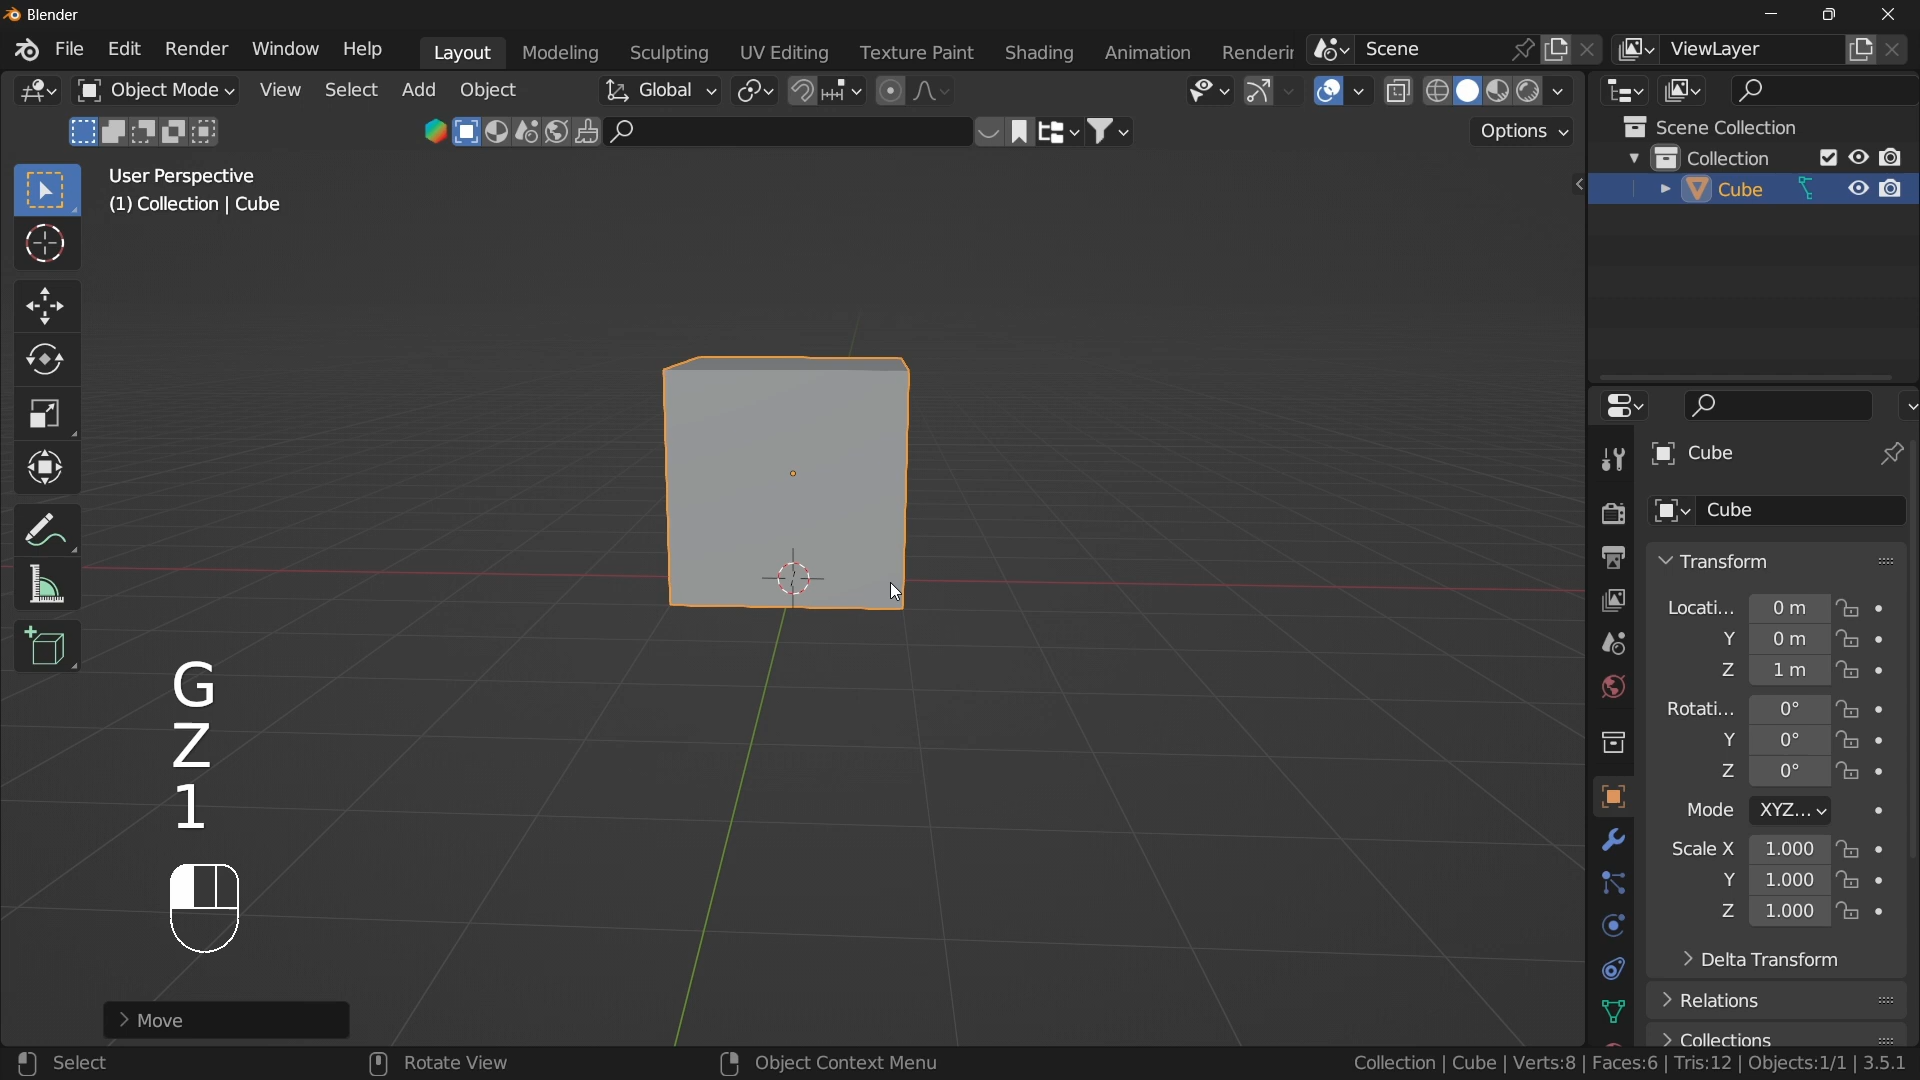 Blender
File Edit Render Window Help Layout Modeling Sculpting UV Editing Texture Paint Shading Animation Renderin Scene ViewLayer
Object Mode View Select Add Object Global
Options
User Perspective
(1) Collection | Cube
Scene Collection
Collection
Cube
Cube
Cube
Transform
Locati... 0 m
Y 0 m
Z 1 m
Rotati... 0°
Y 0°
Z 0°
Mode XYZ...
Scale X 1.000
Y 1.000
Z 1.000
Delta Transform
Relations
Collections
G
Z
1
Move
Select Rotate View Object Context Menu Collection | Cube | Verts:8 | Faces:6 | Tris:12 | Objects:1/1 | 3.5.1